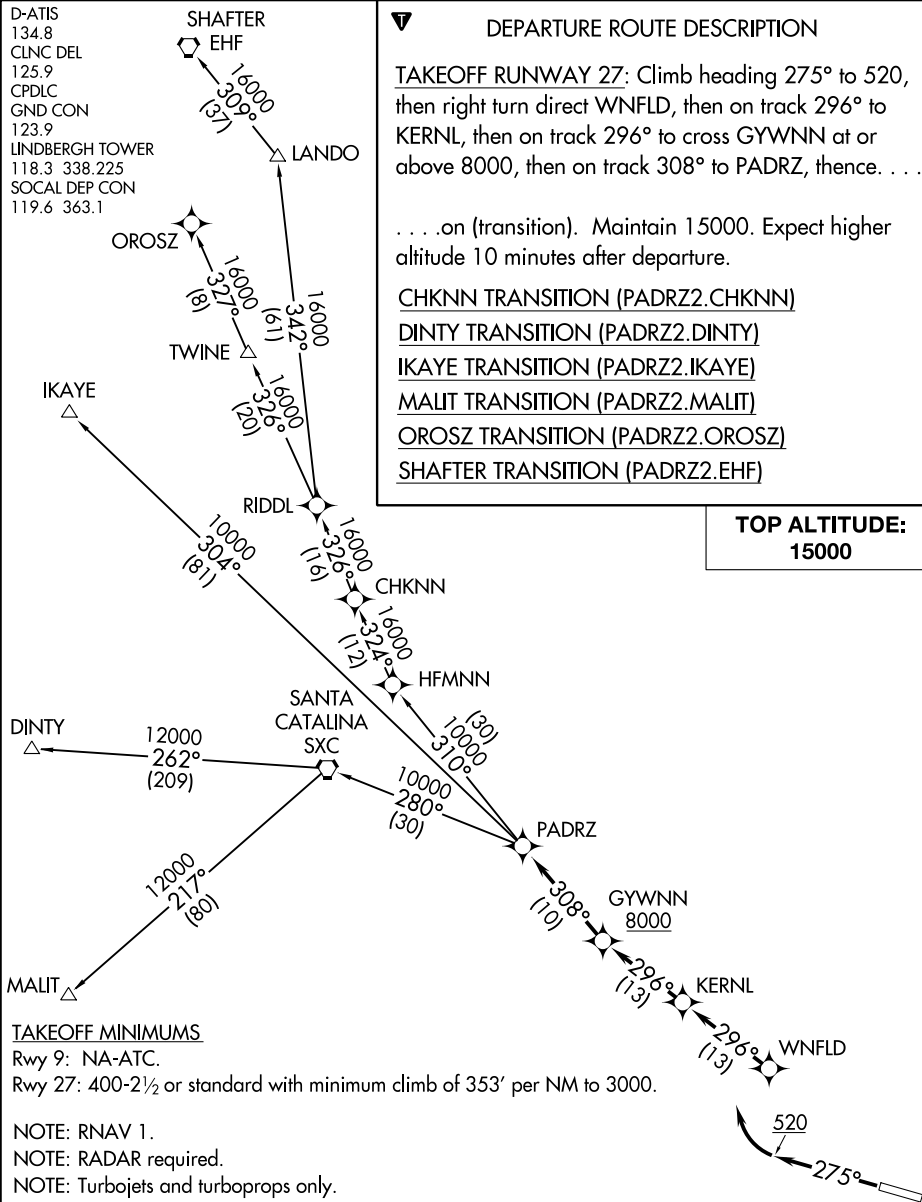 D-ATIS
134.8
CLNC DEL
125.9
CPDLC
GND CON
123.9
LINDBERGH TOWER
118.3 338.225
SOCAL DEP CON
119.6 363.1
SHAFTER
EHF
16000
309°
(37)
LANDO
OROSZ
16000
327°
(8)
16000
342°
(61)
TWINE
16000
326°
(20)
IKAYE
RIDDL
10000
304°
(81)
16000
326°
(16)
CHKNN
16000
324°
(12)
HFMNN
SANTA
CATALINA
SXC
(30)
10000
310°
DINTY
12000
262°
(209)
10000
280°
(30)
PADRZ
12000
217°
(80)
308°
(10)
GYWNN
8000
MALIT
296°
(13)
KERNL
296°
(13)
WNFLD
520
275°
T
DEPARTURE ROUTE DESCRIPTION
TAKEOFF RUNWAY 27: Climb heading 275° to 520,
then right turn direct WNFLD, then on track 296° to
KERNL, then on track 296° to cross GYWNN at or
above 8000, then on track 308° to PADRZ, thence. . . .
. . . .on (transition). Maintain 15000. Expect higher
altitude 10 minutes after departure.
CHKNN TRANSITION (PADRZ2.CHKNN)
DINTY TRANSITION (PADRZ2.DINTY)
IKAYE TRANSITION (PADRZ2.IKAYE)
MALIT TRANSITION (PADRZ2.MALIT)
OROSZ TRANSITION (PADRZ2.OROSZ)
SHAFTER TRANSITION (PADRZ2.EHF)
TOP ALTITUDE:
15000
TAKEOFF MINIMUMS
Rwy 9: NA-ATC.
Rwy 27: 400-2½ or standard with minimum climb of 353' per NM to 3000.
NOTE: RNAV 1.
NOTE: RADAR required.
NOTE: Turbojets and turboprops only.